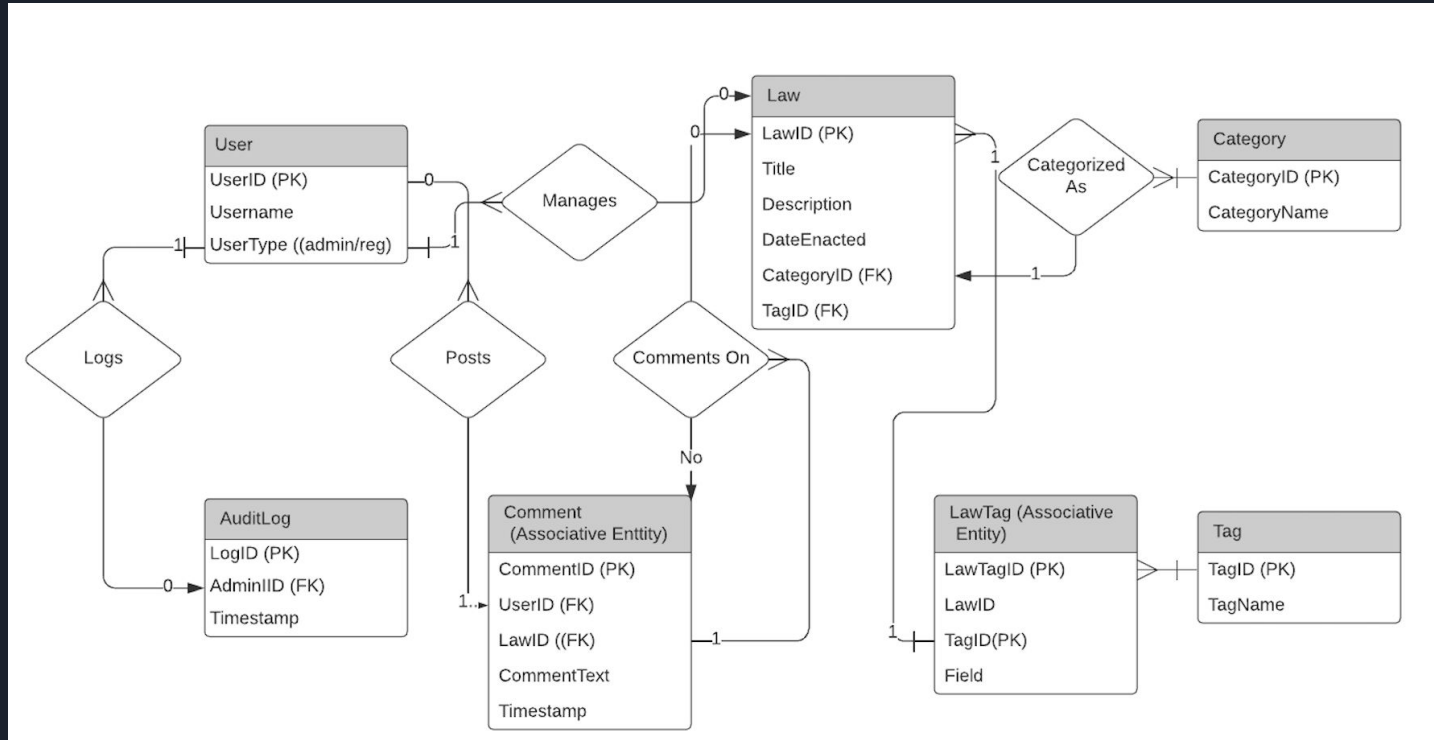 User
UserID (PK)
Username
UserType ((admin/reg)
0
1
1
Manages
0
0
Law
LawID (PK)
Title
Description
DateEnacted
CategoryID (FK)
TagID (FK)
1
Categorized
As
1
Category
CategoryID (PK)
CategoryName
Logs
Posts
Comments On
No
AuditLog
LogID (PK)
AdminIID (FK)
Timestamp
0
1..
Comment
(Associative Enttity)
CommentID (PK)
UserID (FK)
LawID ((FK)
CommentText
Timestamp
1
1
LawTag (Associative
Entity)
LawTagID (PK)
LawID
TagID(PK)
Field
Tag
TagID (PK)
TagName